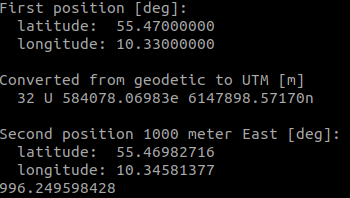 First position [deg]:
  latitude:  55.47000000
  longitude: 10.33000000

Converted from geodetic to UTM [m]
  32 U 584078.06983e 6147898.57170n

Second position 1000 meter East [deg]:
  latitude:  55.46982716
  longitude: 10.34581377
996.249598428